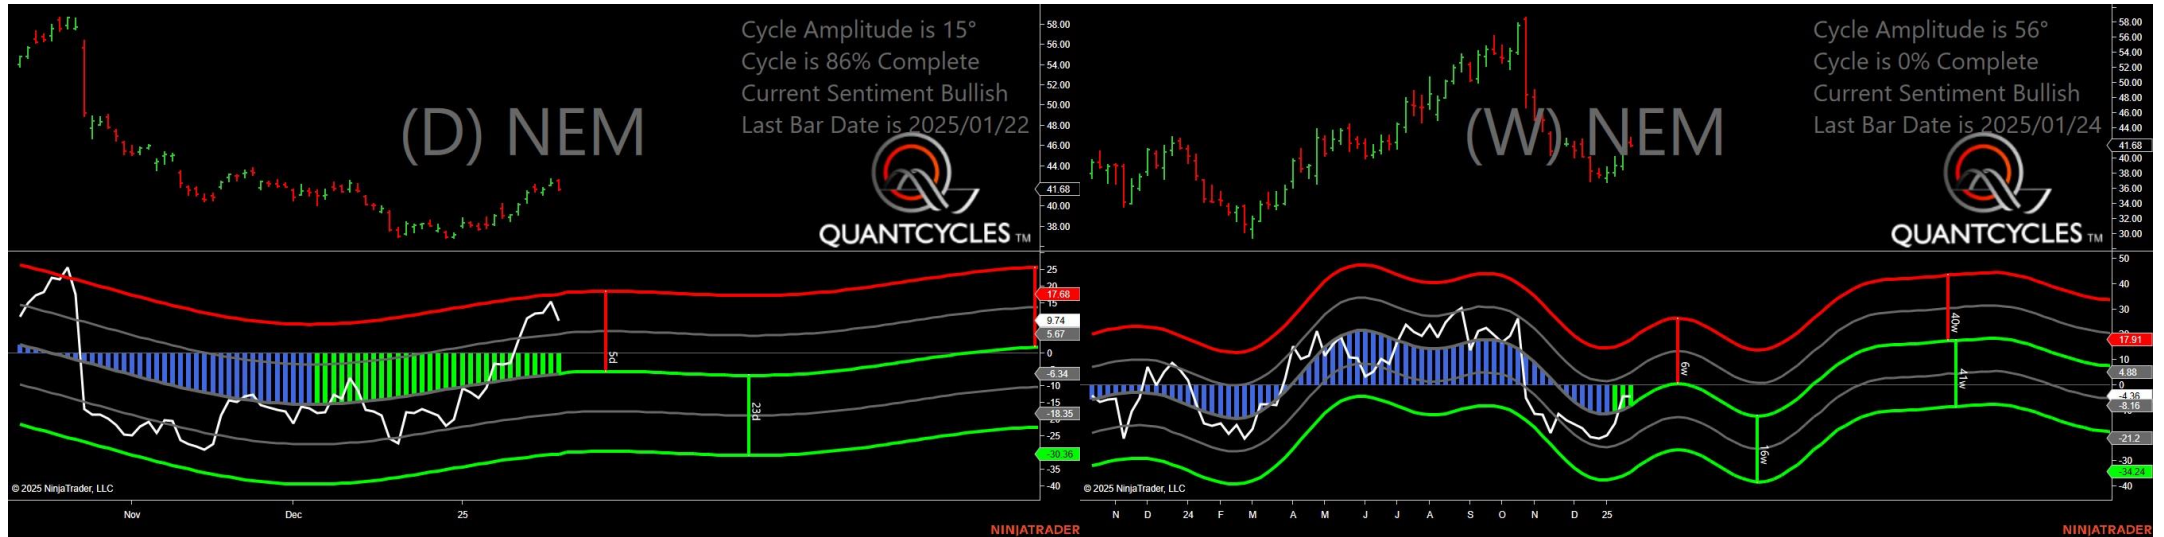 Cycle Amplitude is 15°
Cycle is 86% Complete
Current Sentiment Bullish
Last Bar Date is 2025/01/22
(D) NEM
QUANTCYCLES TM
58.00
56.00
54.00
52.00
50.00
48.00
46.00
44.00
41.68
40.00
38.00
25
20
17.68
15
9.74
5.67
0
-6.34
-10
-15
-18.35
-25
-30.36
-35
-40
5d
23d
© 2025 NinjaTrader, LLC
Nov
Dec
25
NINJATRADER
Cycle Amplitude is 56°
Cycle is 0% Complete
Current Sentiment Bullish
Last Bar Date is 2025/01/24
(W) NEM
QUANTCYCLES TM
58.00
56.00
54.00
52.00
50.00
48.00
46.00
44.00
41.68
40.00
38.00
36.00
34.00
32.00
30.00
50
40
30
17.91
10
4.88
0
-4.36
-8.16
-21.2
-30
-34.24
-40
6w
16w
40w
41w
© 2025 NinjaTrader, LLC
N D 24 F M A M J J A S O N D 25
NINJATRADER